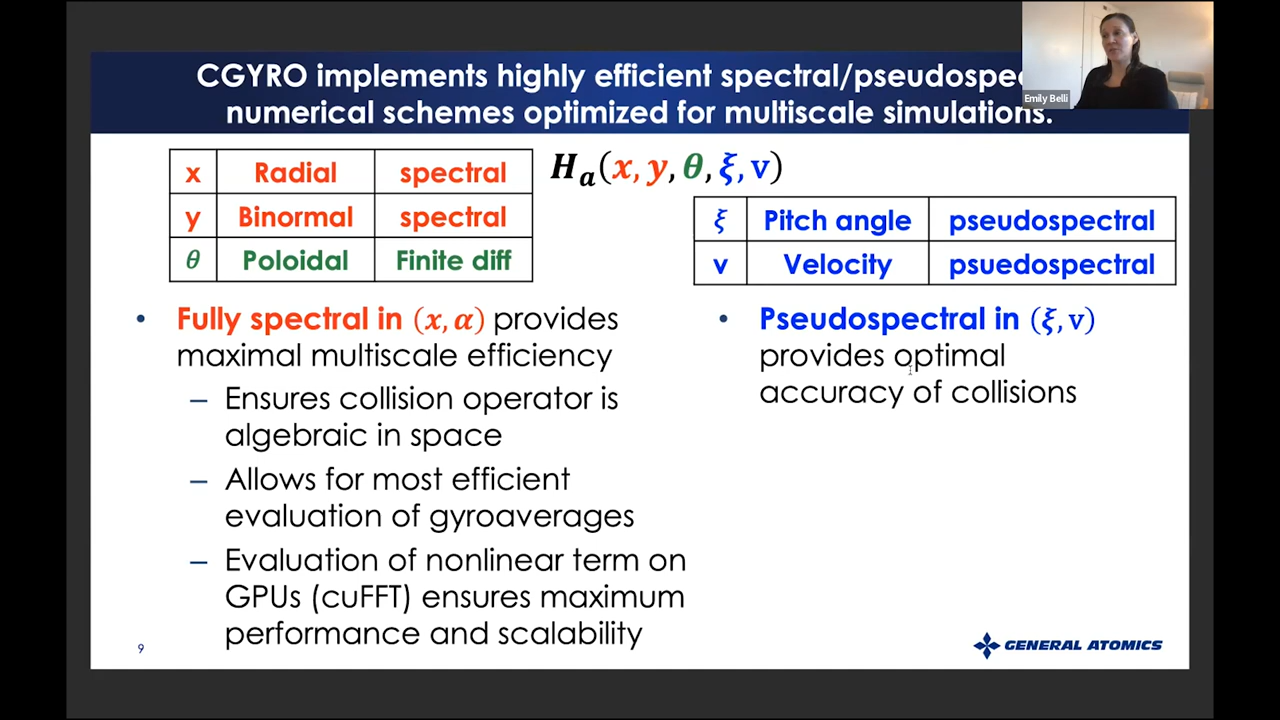 CGYRO implements highly efficient spectral/pseudospe
numerical schemes optimized for multiscale simulations.
Emily Belli
x Radial spectral
y Binormal spectral
θ Poloidal Finite diff
Hₐ(x, y, θ, ξ, v)
ξ Pitch angle pseudospectral
v Velocity psuedospectral
• Fully spectral in (x, α) provides
maximal multiscale efficiency
– Ensures collision operator is
algebraic in space
– Allows for most efficient
evaluation of gyroaverages
– Evaluation of nonlinear term on
GPUs (cuFFT) ensures maximum
performance and scalability
• Pseudospectral in (ξ, v)
provides optimal
accuracy of collisions
9
GENERAL ATOMICS